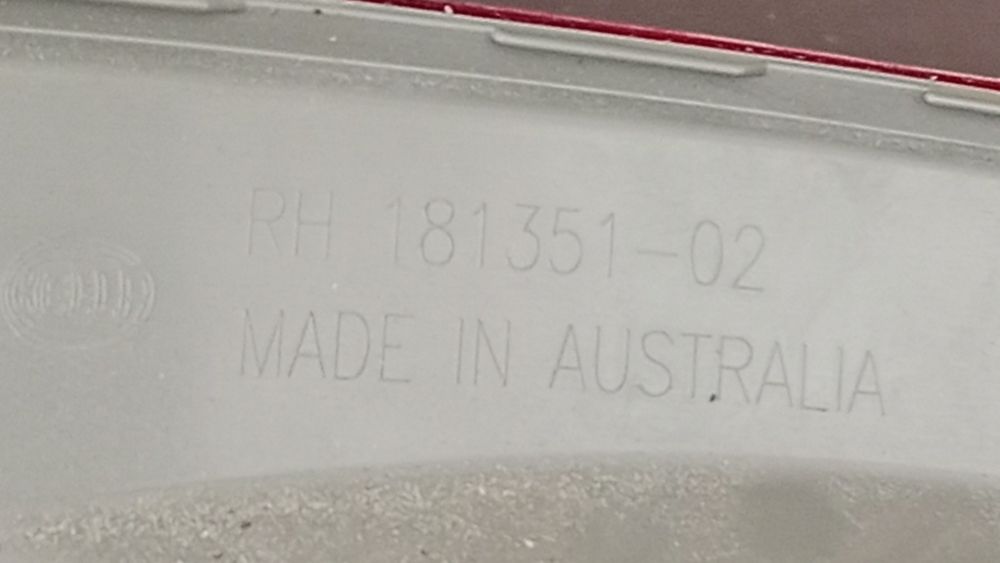 RH 181351-02
MADE IN AUSTRALIA